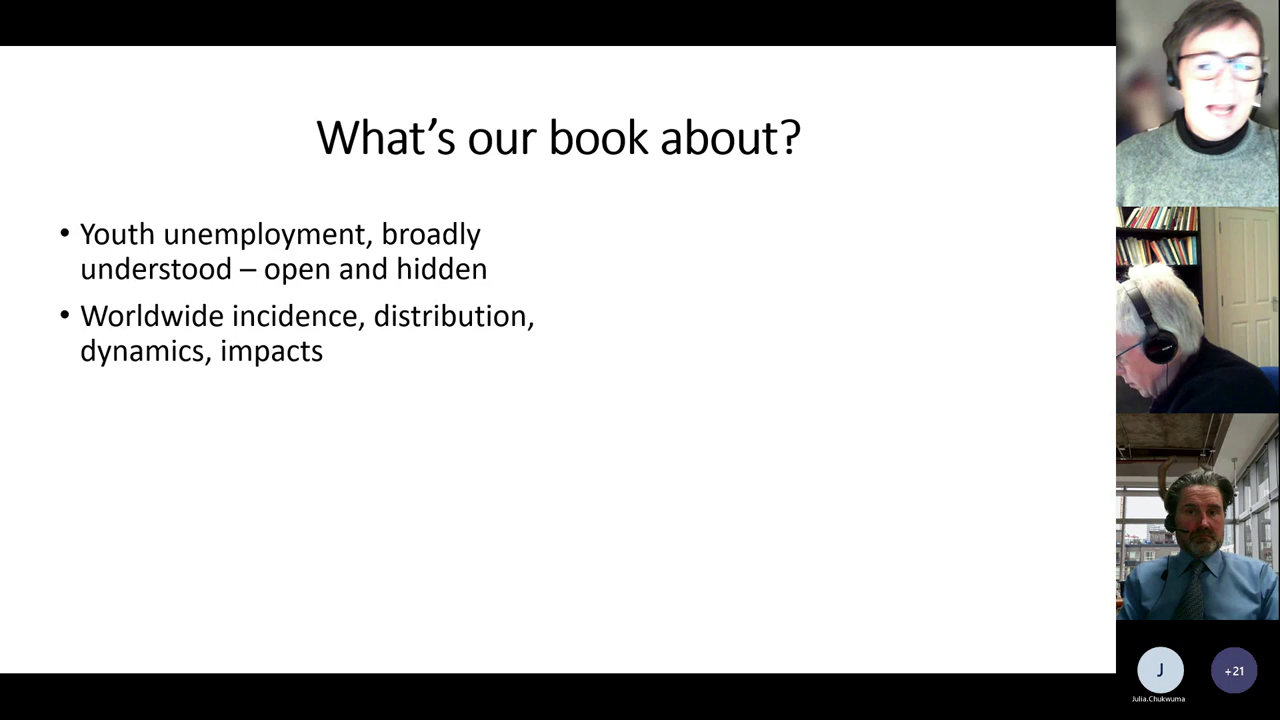 What's our book about?
• Youth unemployment, broadly
understood – open and hidden
• Worldwide incidence, distribution,
dynamics, impacts
J
+21
Julia.Chukwuma